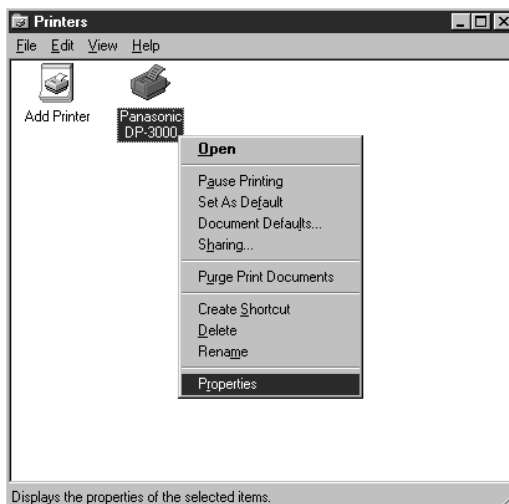 Printers
File Edit View Help
Add Printer
Panasonic
DP-3000
Open
Pause Printing
Set As Default
Document Defaults...
Sharing...
Purge Print Documents
Create Shortcut
Delete
Rename
Properties
Displays the properties of the selected items.